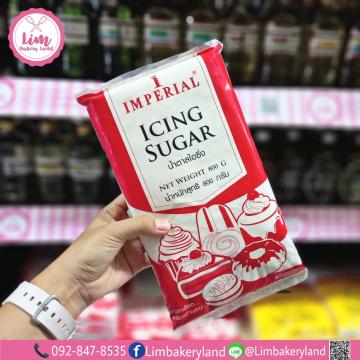 Lim
Bakery Land
IMPERIAL®
ICING
SUGAR
น้ำตาลไอซิ่ง
NET WEIGHT 800 G
น้ำหนักสุทธิ 800 กรัม
092-847-8535 Limbakeryland @Limbakeryland